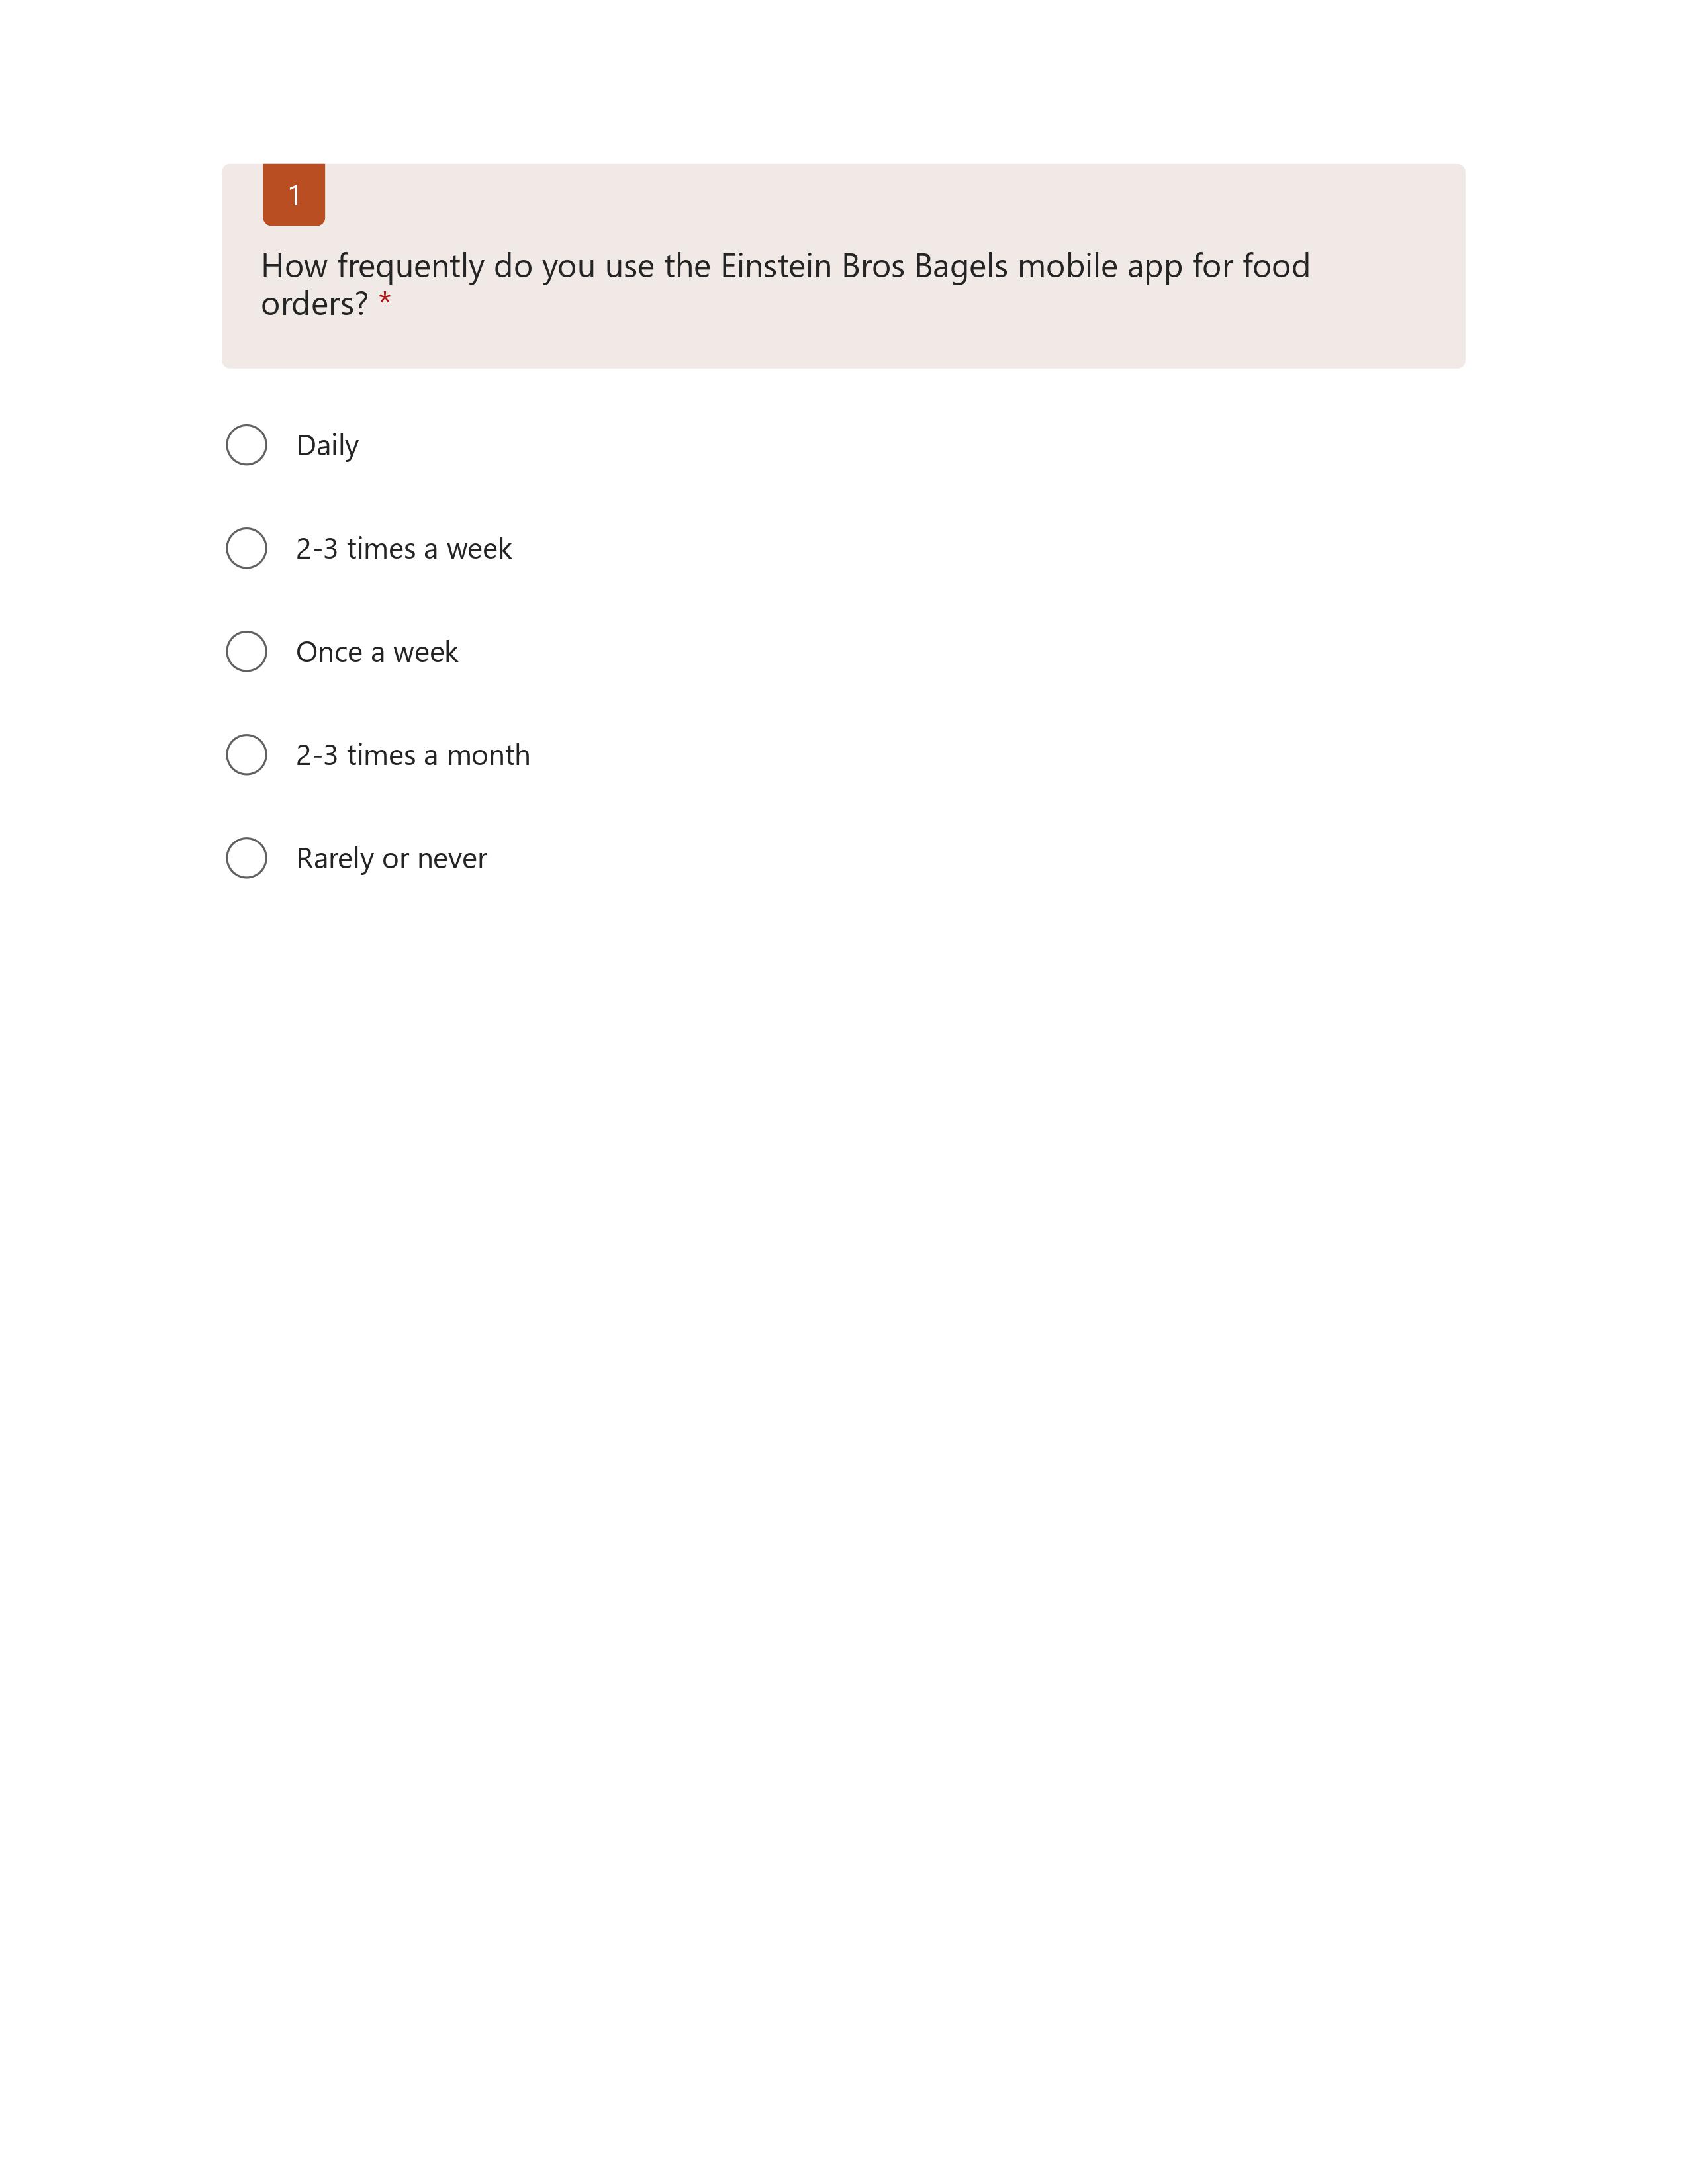 1
How frequently do you use the Einstein Bros Bagels mobile app for food
orders? *
Daily
2-3 times a week
Once a week
2-3 times a month
Rarely or never